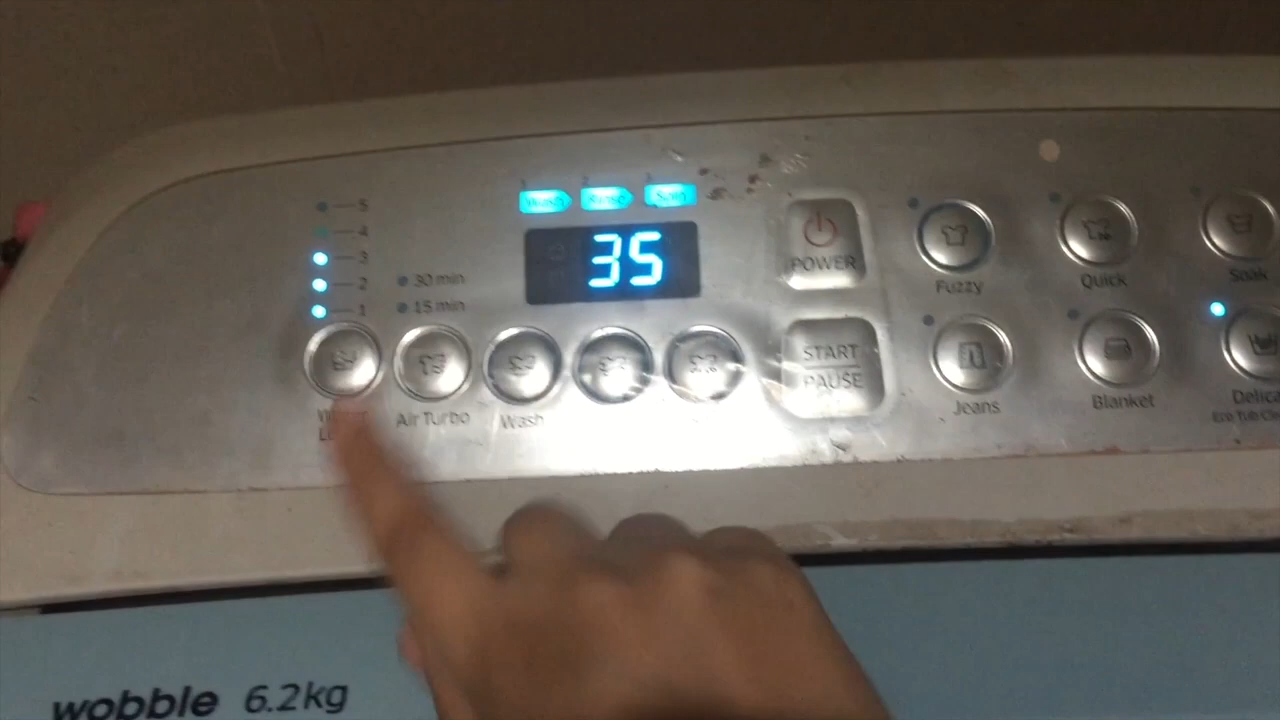 5
4
3
2
1
30 min
15 min
Wash
Rinse
Spin
35
POWER
START
PAUSE
Fuzzy
Quick
Soak
Jeans
Blanket
Air Turbo
Wash
wobble 6.2kg